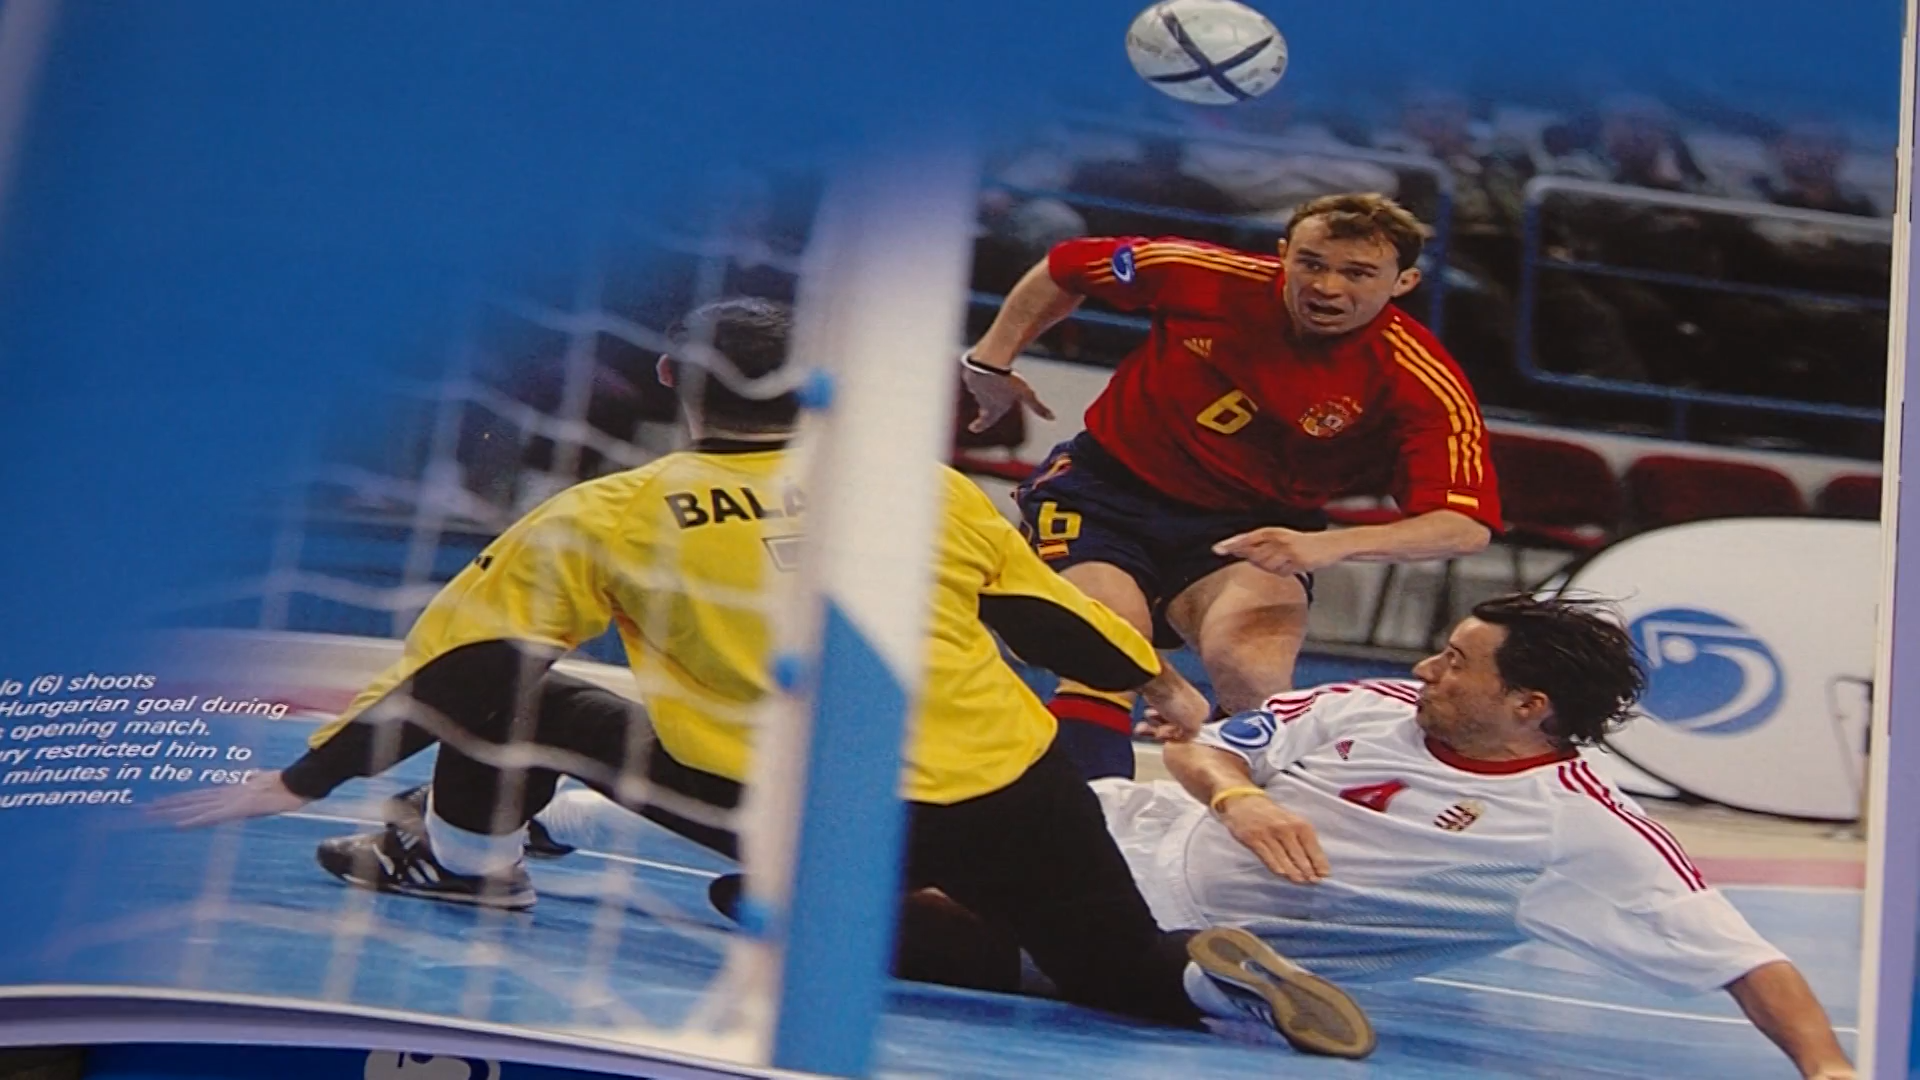 lo (6) shoots
Hungarian goal during
opening match.
ry restricted him to
minutes in the rest
urnament.
BALA
6
6
4